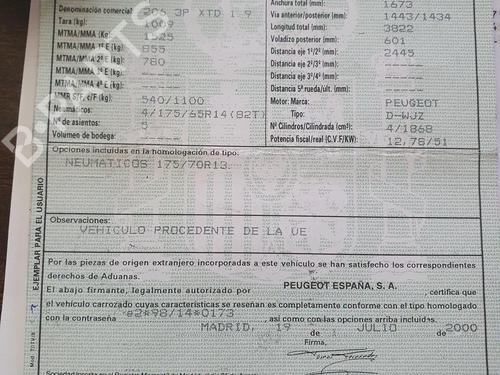 Denominación comercial: 206 3P XTD 1.9
Tara (kg): 1009
MTMA/MMA (Kg) 1525
MTMA/MMA 1º E (kg): 855
MTMA/MMA 2º E (kg): 780
MTMA/MMA 3º E (kg): --------
MTMA/MMA 4º E (kg): --------
MMR S/F, c/F (kg): 540/1100
Neumáticos: 4/175/65R14(82T)
Nº de asientos: 5
Volumen de bodega: --------
Anchura total (mm): 1673
Vía anterior/posterior (mm): 1443/1434
Longitud total (mm): 3822
Voladizo posterior (mm): 601
Distancia eje 1º/2º (mm): 2445
Distancia eje 2º/3º (mm): --------
Distancia eje 3º/4º (mm): --------
Distancia 5ª rueda/últ. (mm): --------
Motor: Marca: PEUGEOT
Tipo: D-WJZ
Nº Cilindros/Cilindrada (cm³): 4/1868
Potencia fiscal/real (C.V.F/KW): 12,78/51
Opciones incluidas en la homologación de tipo:
NEUMATICOS 175/70R13.
Observaciones:
VEHICULO PROCEDENTE DE LA UE
Por las piezas de origen extranjero incorporadas a este vehículo se han satisfecho los correspondientes
derechos de Aduanas.
El abajo firmante, legalmente autorizado por PEUGEOT ESPAÑA, S. A. , certifica que
el vehículo carrozado cuyas características se reseñan es completamente conforme con el tipo homologado
con la contraseña e2*98/14*0173 , así como con las opciones arriba incluidas.
MADRID, 19 de JULIO de 2000
Firma,
EJEMPLAR PARA EL USUARIO
B-PARTS